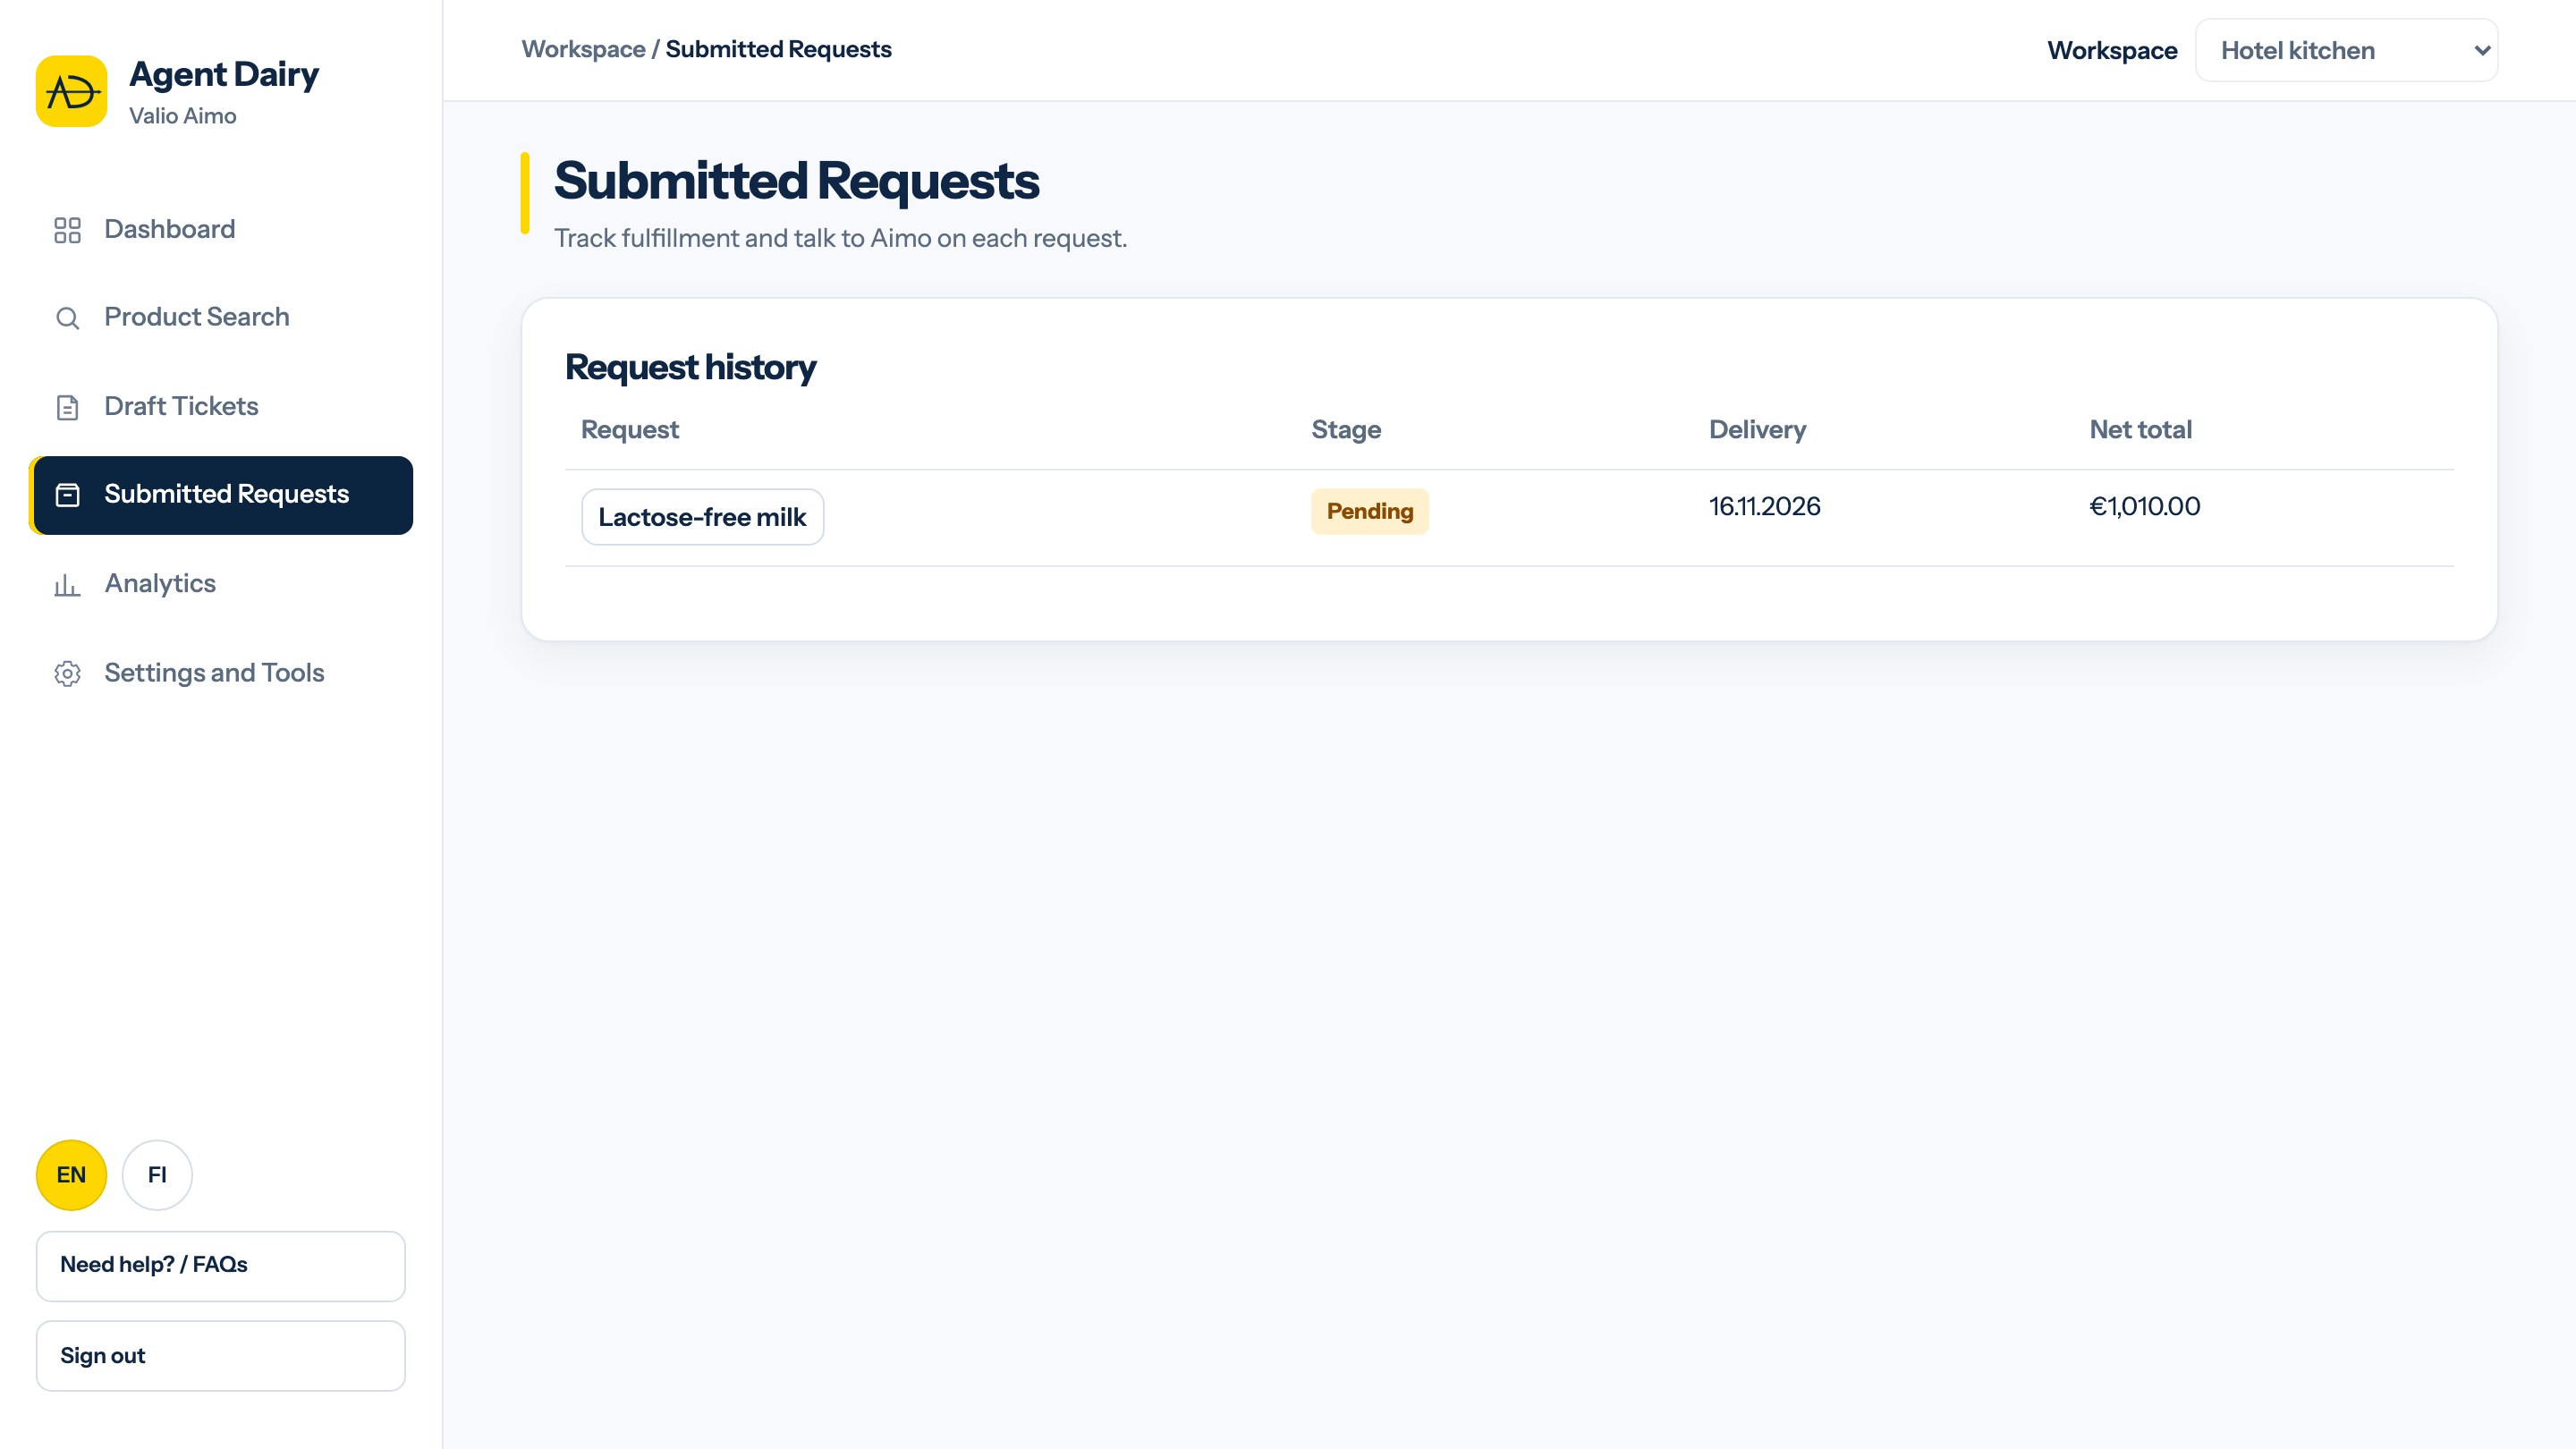 Agent Dairy
Valio Aimo
Dashboard
Product Search
Draft Tickets
Submitted Requests
Analytics
Settings and Tools
EN FI
Need help? / FAQs
Sign out
Workspace / Submitted Requests
Workspace Hotel kitchen
Submitted Requests
Track fulfillment and talk to Aimo on each request.
Request history
Request Stage Delivery Net total
Lactose-free milk Pending 16.11.2026 €1,010.00